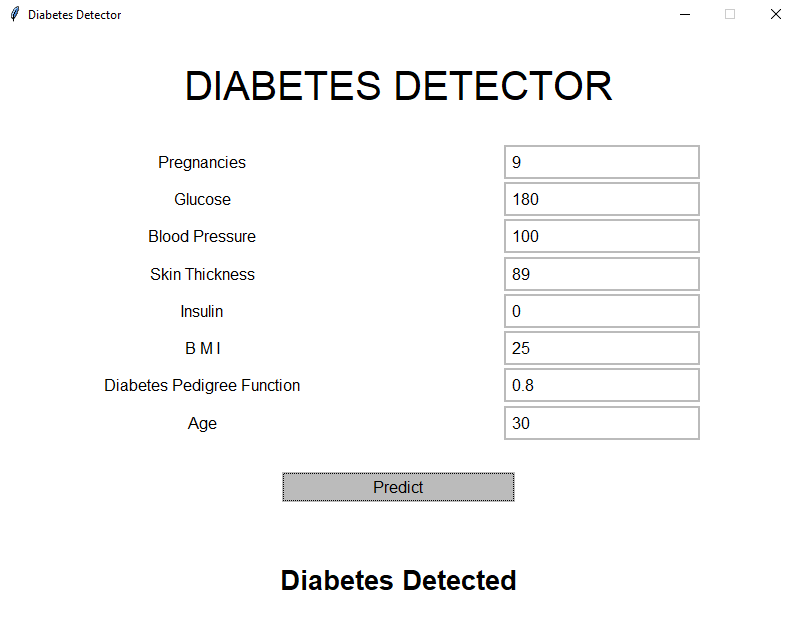 Diabetes Detector
DIABETES DETECTOR
Pregnancies 9
Glucose 180
Blood Pressure 100
Skin Thickness 89
Insulin 0
B M I 25
Diabetes Pedigree Function 0.8
Age 30
Predict
Diabetes Detected